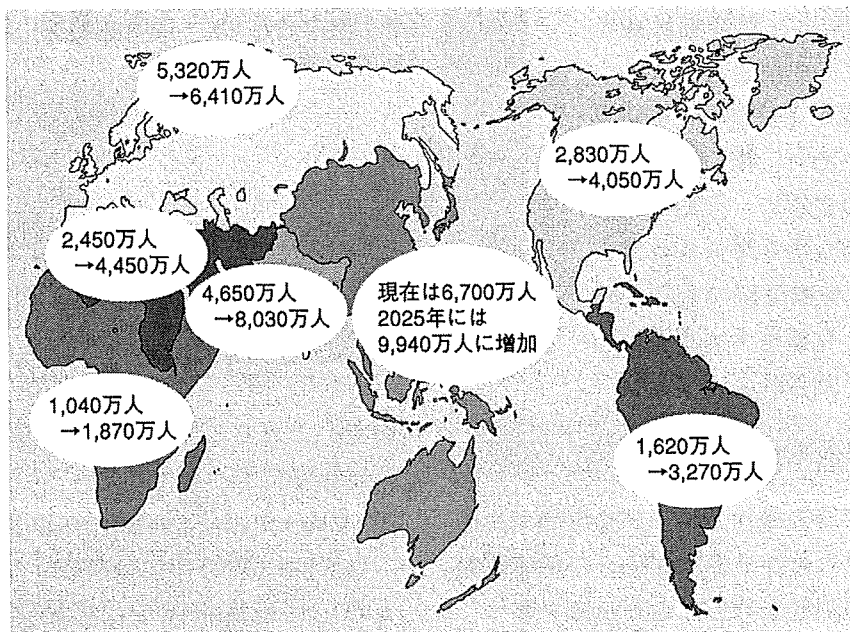 5,320万人
→6,410万人
2,830万人
→4,050万人
2,450万人
→4,450万人
4,650万人
→8,030万人
現在は6,700万人
2025年には
9,940万人に増加
1,040万人
→1,870万人
1,620万人
→3,270万人